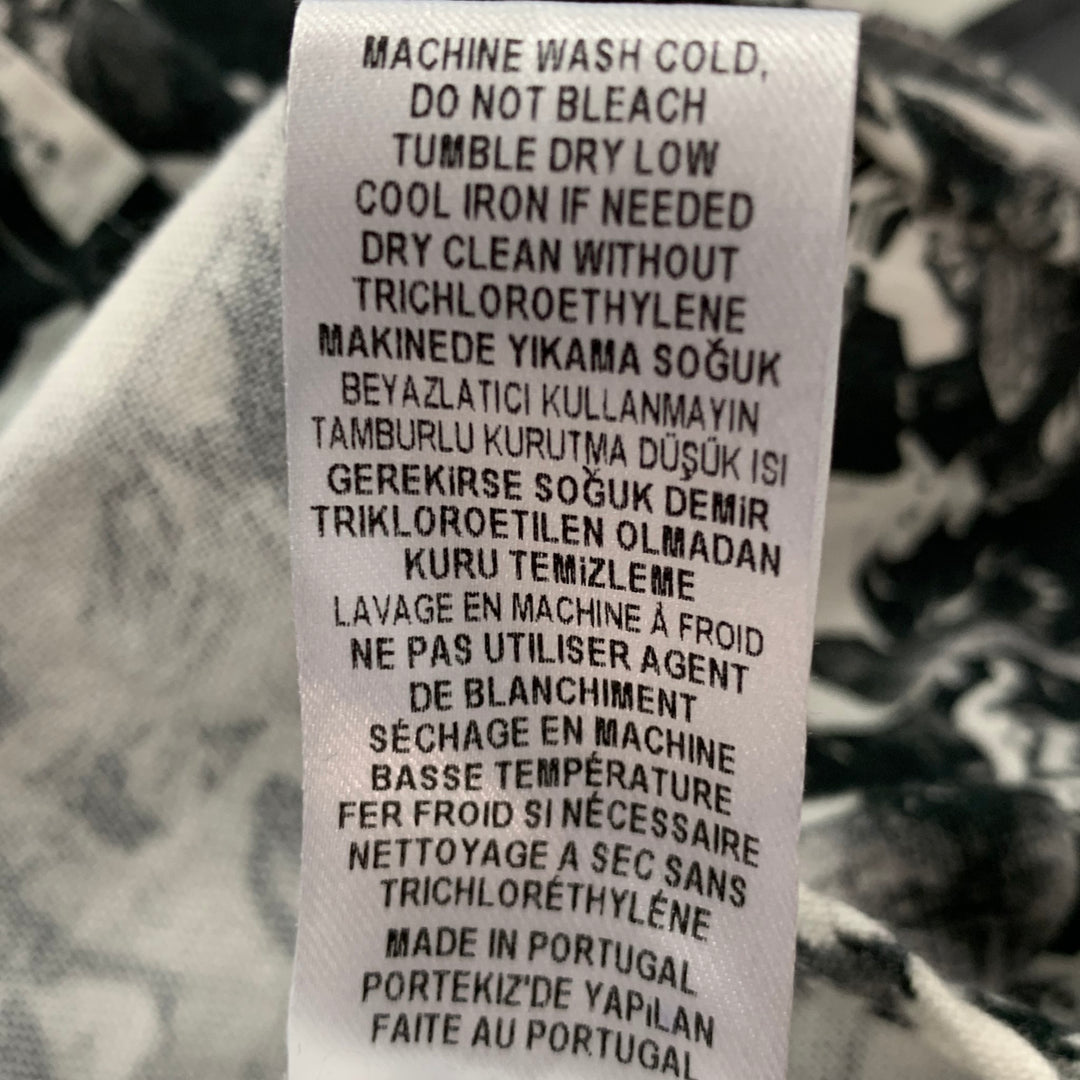 MACHINE WASH COLD,
DO NOT BLEACH
TUMBLE DRY LOW
COOL IRON IF NEEDED
DRY CLEAN WITHOUT
TRICHLOROETHYLENE
MAKINEDE YIKAMA SOĞUK
BEYAZLATICI KULLANMAYIN
TAMBURLU KURUTMA DÜŞÜK ISI
GEREKiRSE SOĞUK DEMiR
TRIKLOROETILEN OLMADAN
KURU TEMiZLEME
LAVAGE EN MACHINE À FROID
NE PAS UTILISER AGENT
DE BLANCHIMENT
SÉCHAGE EN MACHINE
BASSE TEMPÉRATURE
FER FROID SI NÉCESSAIRE
NETTOYAGE A SEC SANS
TRICHLORÉTHYLÉNE
MADE IN PORTUGAL
PORTEKIZ'DE YAPıLAN
FAITE AU PORTUGAL